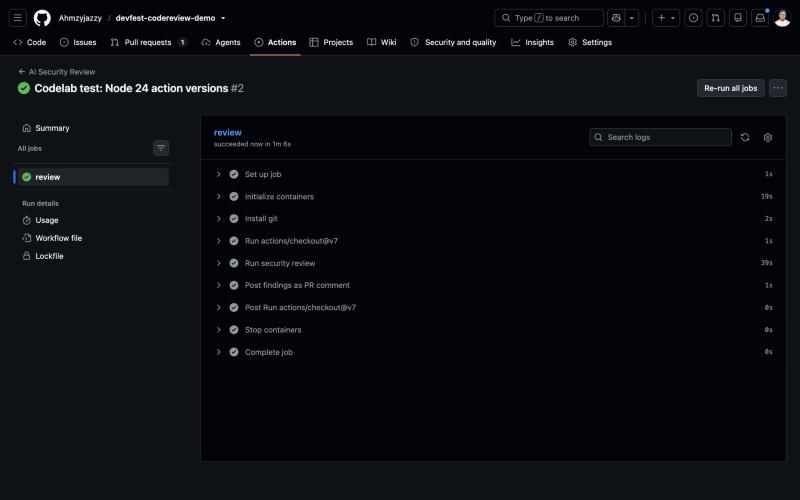 Ahmzyjazzy / devfest-codereview-demo
Type / to search
Code
Issues
Pull requests 1
Agents
Actions
Projects
Wiki
Security and quality
Insights
Settings
AI Security Review
Codelab test: Node 24 action versions #2
Re-run all jobs
Summary
All jobs
review
Run details
Usage
Workflow file
Lockfile
review
succeeded now in 1m 6s
Search logs
Set up job 1s
Initialize containers 19s
Install git 2s
Run actions/checkout@v7 1s
Run security review 39s
Post findings as PR comment 1s
Post Run actions/checkout@v7 0s
Stop containers 0s
Complete job 0s